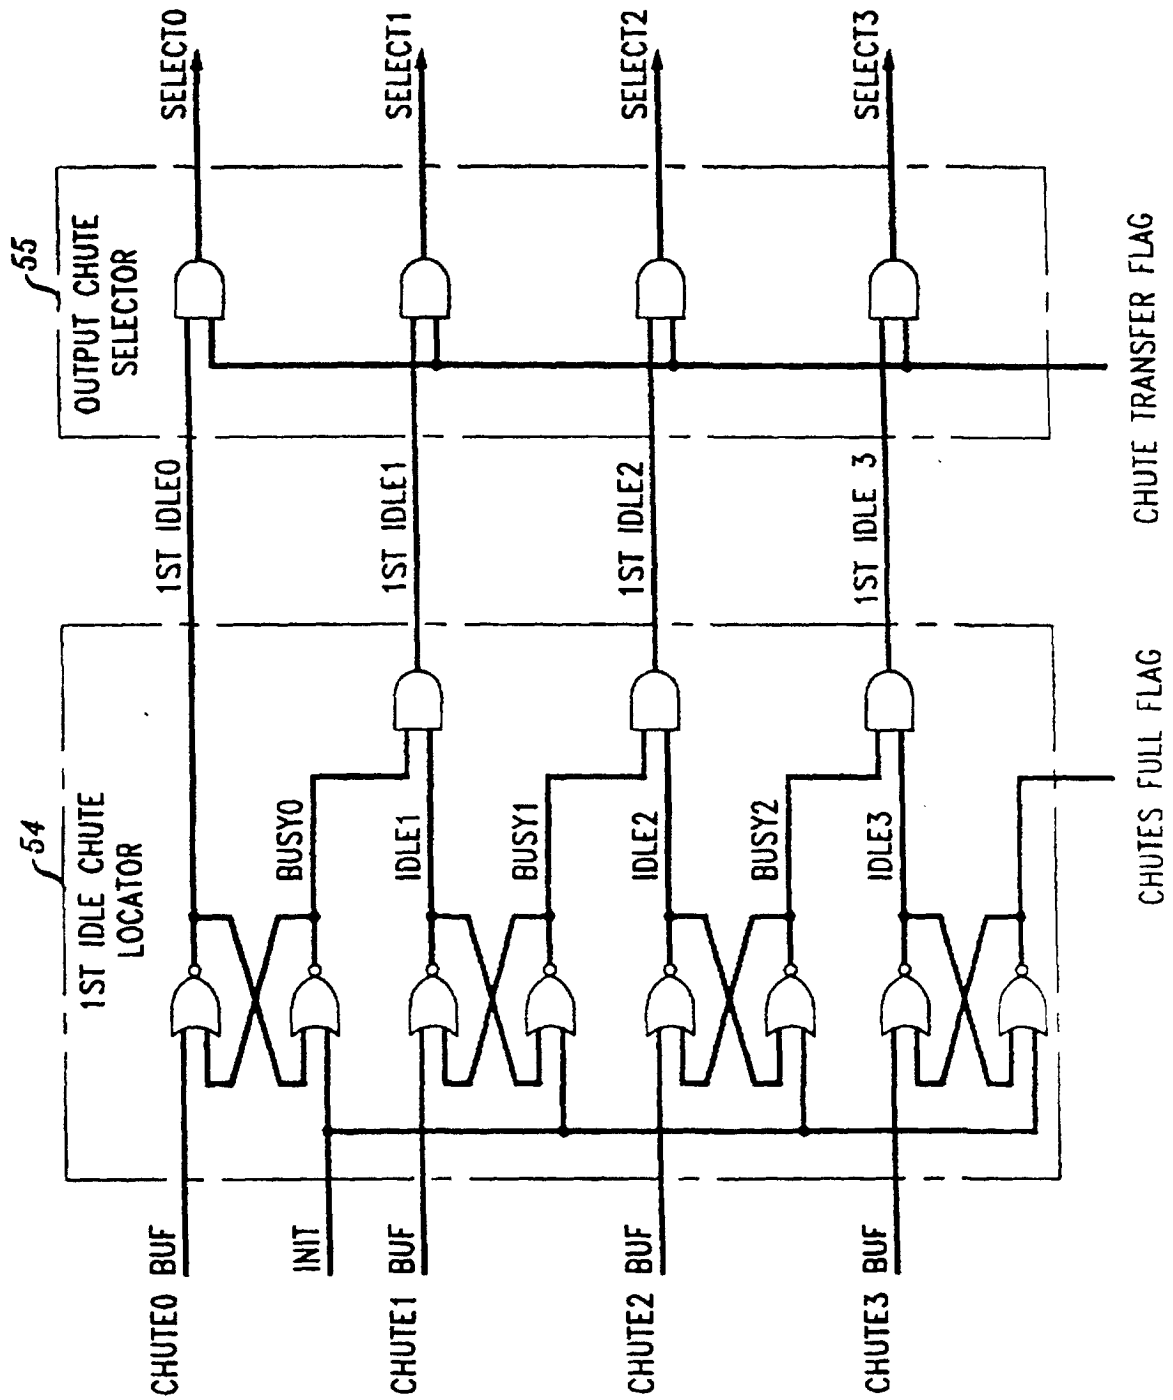 CHUTE0 BUF
INIT
CHUTE1 BUF
CHUTE2 BUF
CHUTE3 BUF
54
1ST IDLE CHUTE
LOCATOR
BUSY0
IDLE1
BUSY1
IDLE2
BUSY2
IDLE3
CHUTES FULL FLAG
1ST IDLE0
1ST IDLE1
1ST IDLE2
1ST IDLE 3
55
OUTPUT CHUTE
SELECTOR
CHUTE TRANSFER FLAG
SELECT0
SELECT1
SELECT2
SELECT3